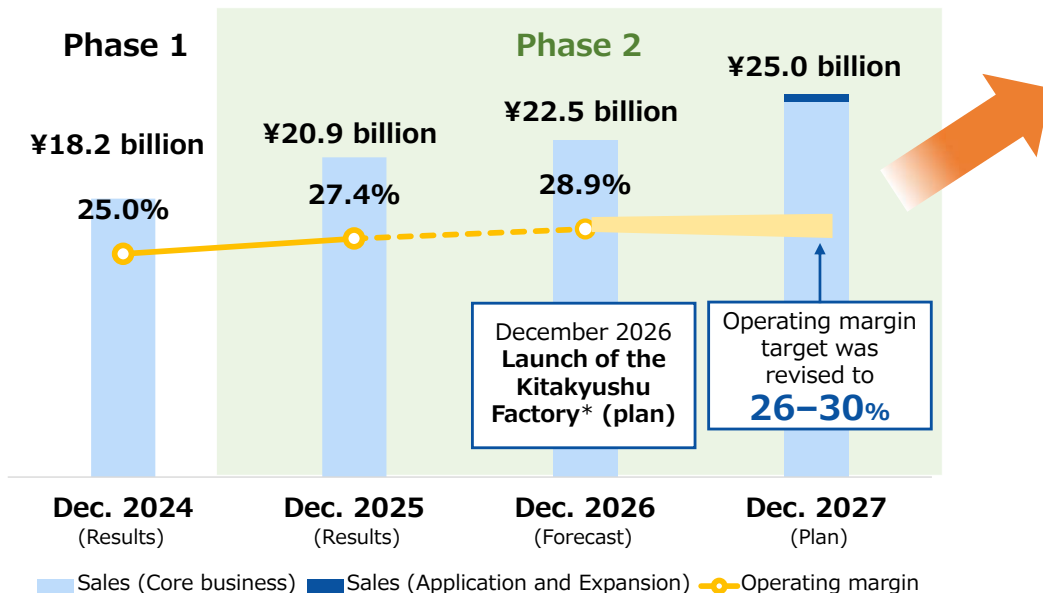 Phase 1
Phase 2
¥18.2 billion
¥20.9 billion
¥22.5 billion
¥25.0 billion
25.0%
27.4%
28.9%
December 2026
Launch of the
Kitakyushu
Factory* (plan)
Operating margin
target was
revised to
26–30%
Dec. 2024
(Results)
Dec. 2025
(Results)
Dec. 2026
(Forecast)
Dec. 2027
(Plan)
Sales (Core business)
Sales (Application and Expansion)
Operating margin